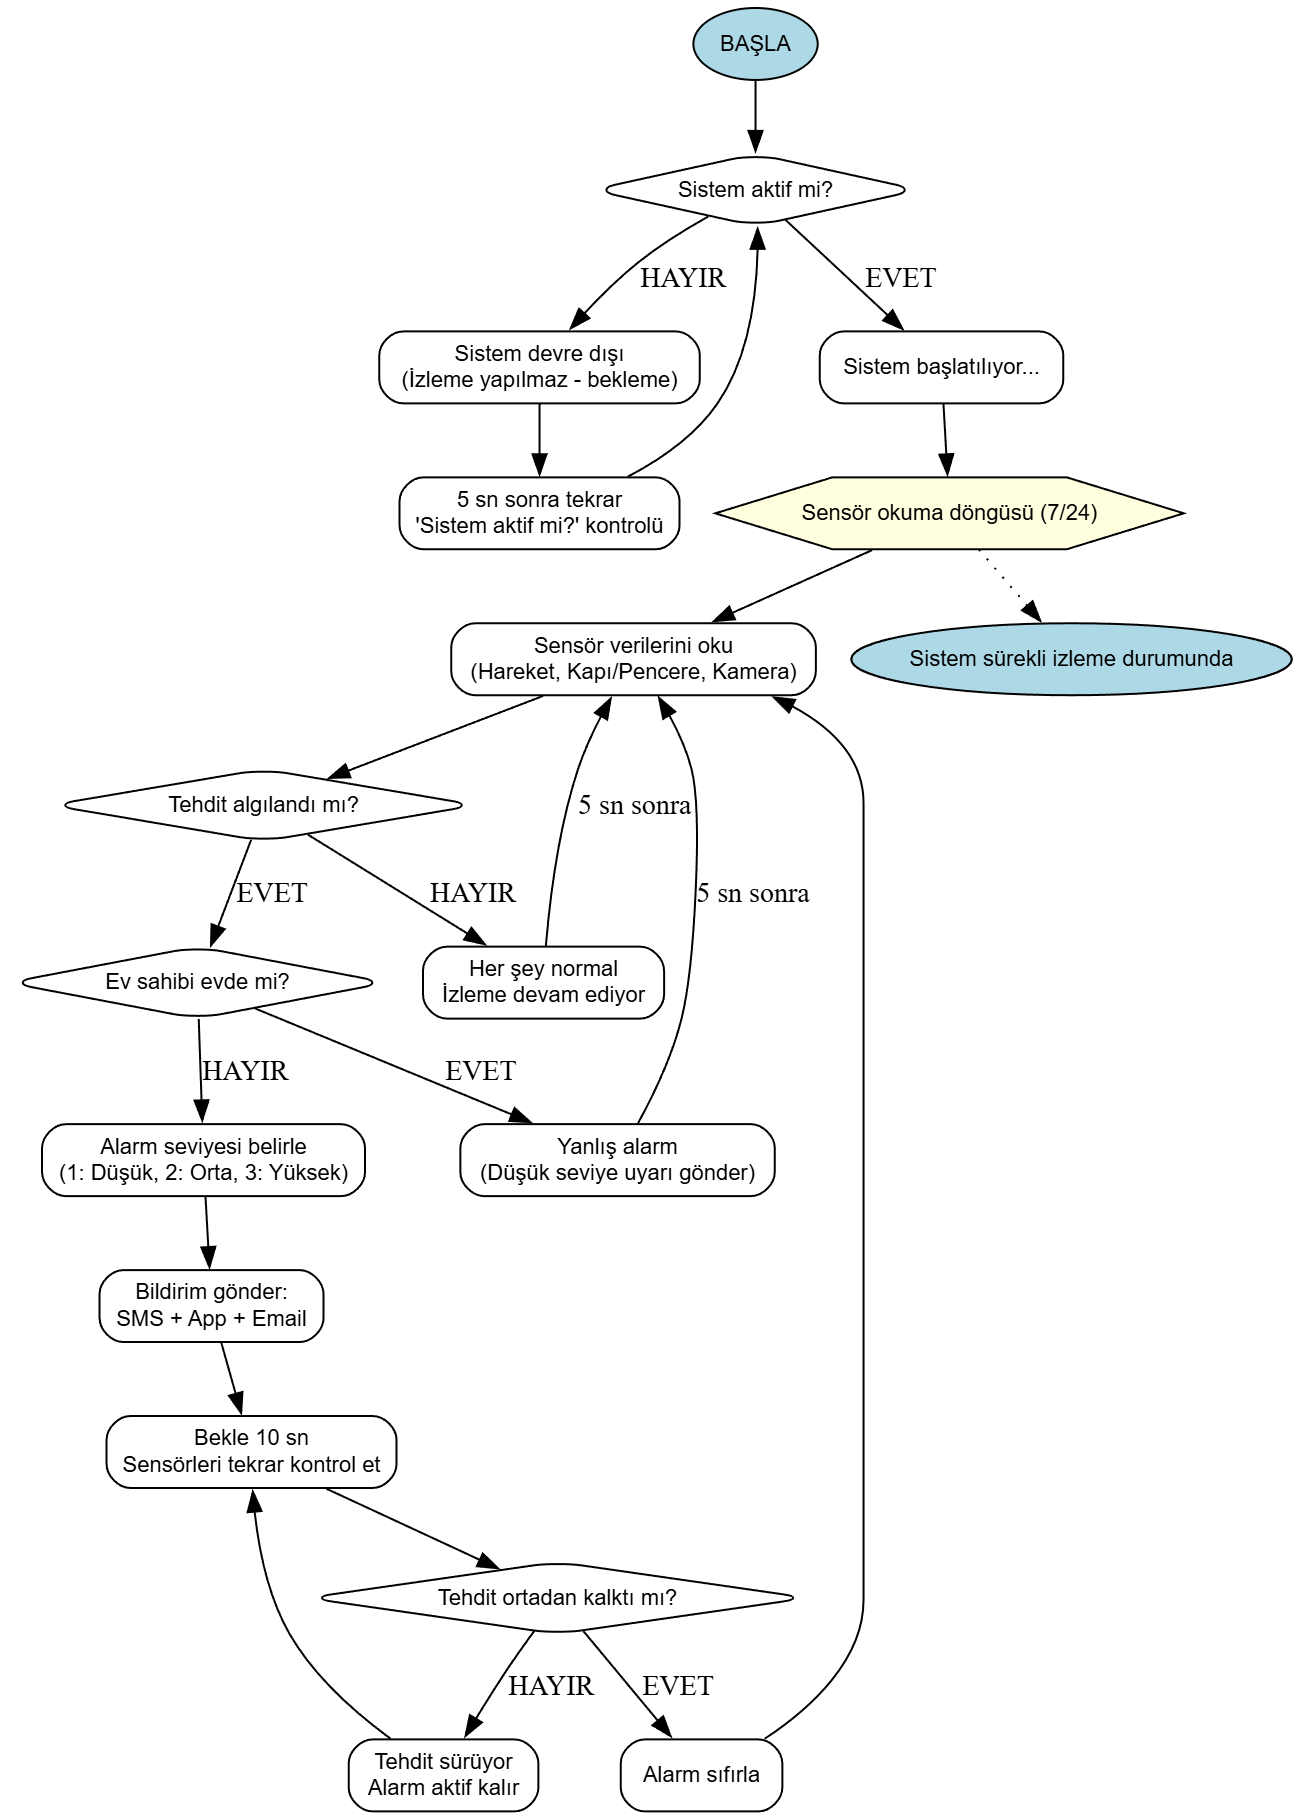 BAŞLA
Sistem aktif mi?
HAYIR
EVET
Sistem devre dışı
(İzleme yapılmaz - bekleme)
Sistem başlatılıyor...
5 sn sonra tekrar
'Sistem aktif mi?' kontrolü
Sensör okuma döngüsü (7/24)
Sensör verilerini oku
(Hareket, Kapı/Pencere, Kamera)
Sistem sürekli izleme durumunda
Tehdit algılandı mı?
5 sn sonra
EVET
HAYIR
5 sn sonra
Ev sahibi evde mi?
Her şey normal
İzleme devam ediyor
HAYIR
EVET
Alarm seviyesi belirle
(1: Düşük, 2: Orta, 3: Yüksek)
Yanlış alarm
(Düşük seviye uyarı gönder)
Bildirim gönder:
SMS + App + Email
Bekle 10 sn
Sensörleri tekrar kontrol et
Tehdit ortadan kalktı mı?
HAYIR
EVET
Tehdit sürüyor
Alarm aktif kalır
Alarm sıfırla